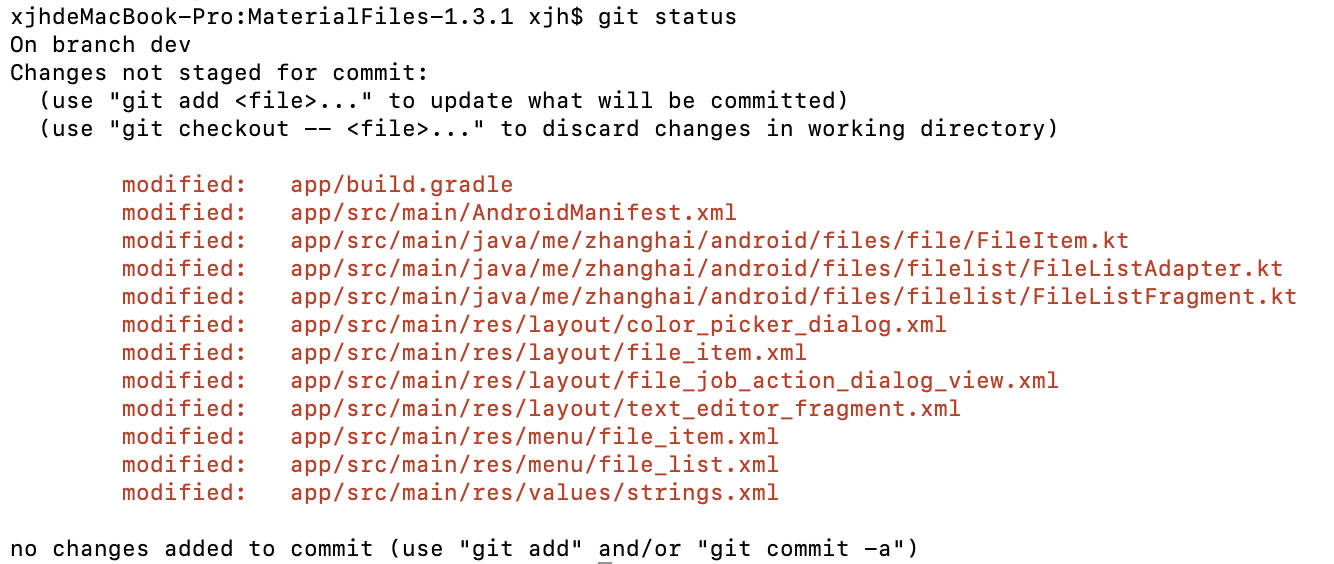 xjhdeMacBook-Pro:MaterialFiles-1.3.1 xjh$ git status
On branch dev
Changes not staged for commit:
  (use "git add <file>..." to update what will be committed)
  (use "git checkout -- <file>..." to discard changes in working directory)

        modified:   app/build.gradle
        modified:   app/src/main/AndroidManifest.xml
        modified:   app/src/main/java/me/zhanghai/android/files/file/FileItem.kt
        modified:   app/src/main/java/me/zhanghai/android/files/filelist/FileListAdapter.kt
        modified:   app/src/main/java/me/zhanghai/android/files/filelist/FileListFragment.kt
        modified:   app/src/main/res/layout/color_picker_dialog.xml
        modified:   app/src/main/res/layout/file_item.xml
        modified:   app/src/main/res/layout/file_job_action_dialog_view.xml
        modified:   app/src/main/res/layout/text_editor_fragment.xml
        modified:   app/src/main/res/menu/file_item.xml
        modified:   app/src/main/res/menu/file_list.xml
        modified:   app/src/main/res/values/strings.xml

no changes added to commit (use "git add" and/or "git commit -a")